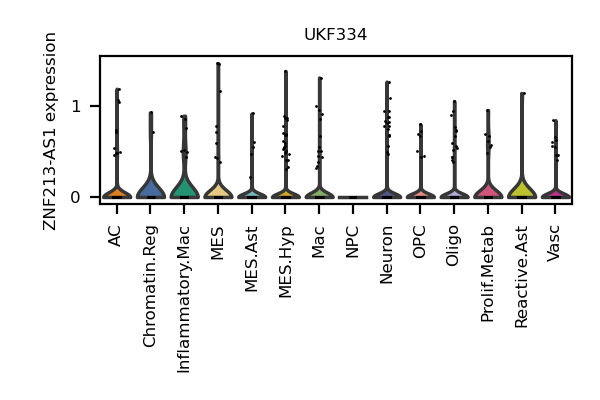 UKF334
ZNF213-AS1 expression
1
0
AC
Chromatin.Reg
Inflammatory.Mac
MES
MES.Ast
MES.Hyp
Mac
NPC
Neuron
OPC
Oligo
Prolif.Metab
Reactive.Ast
Vasc